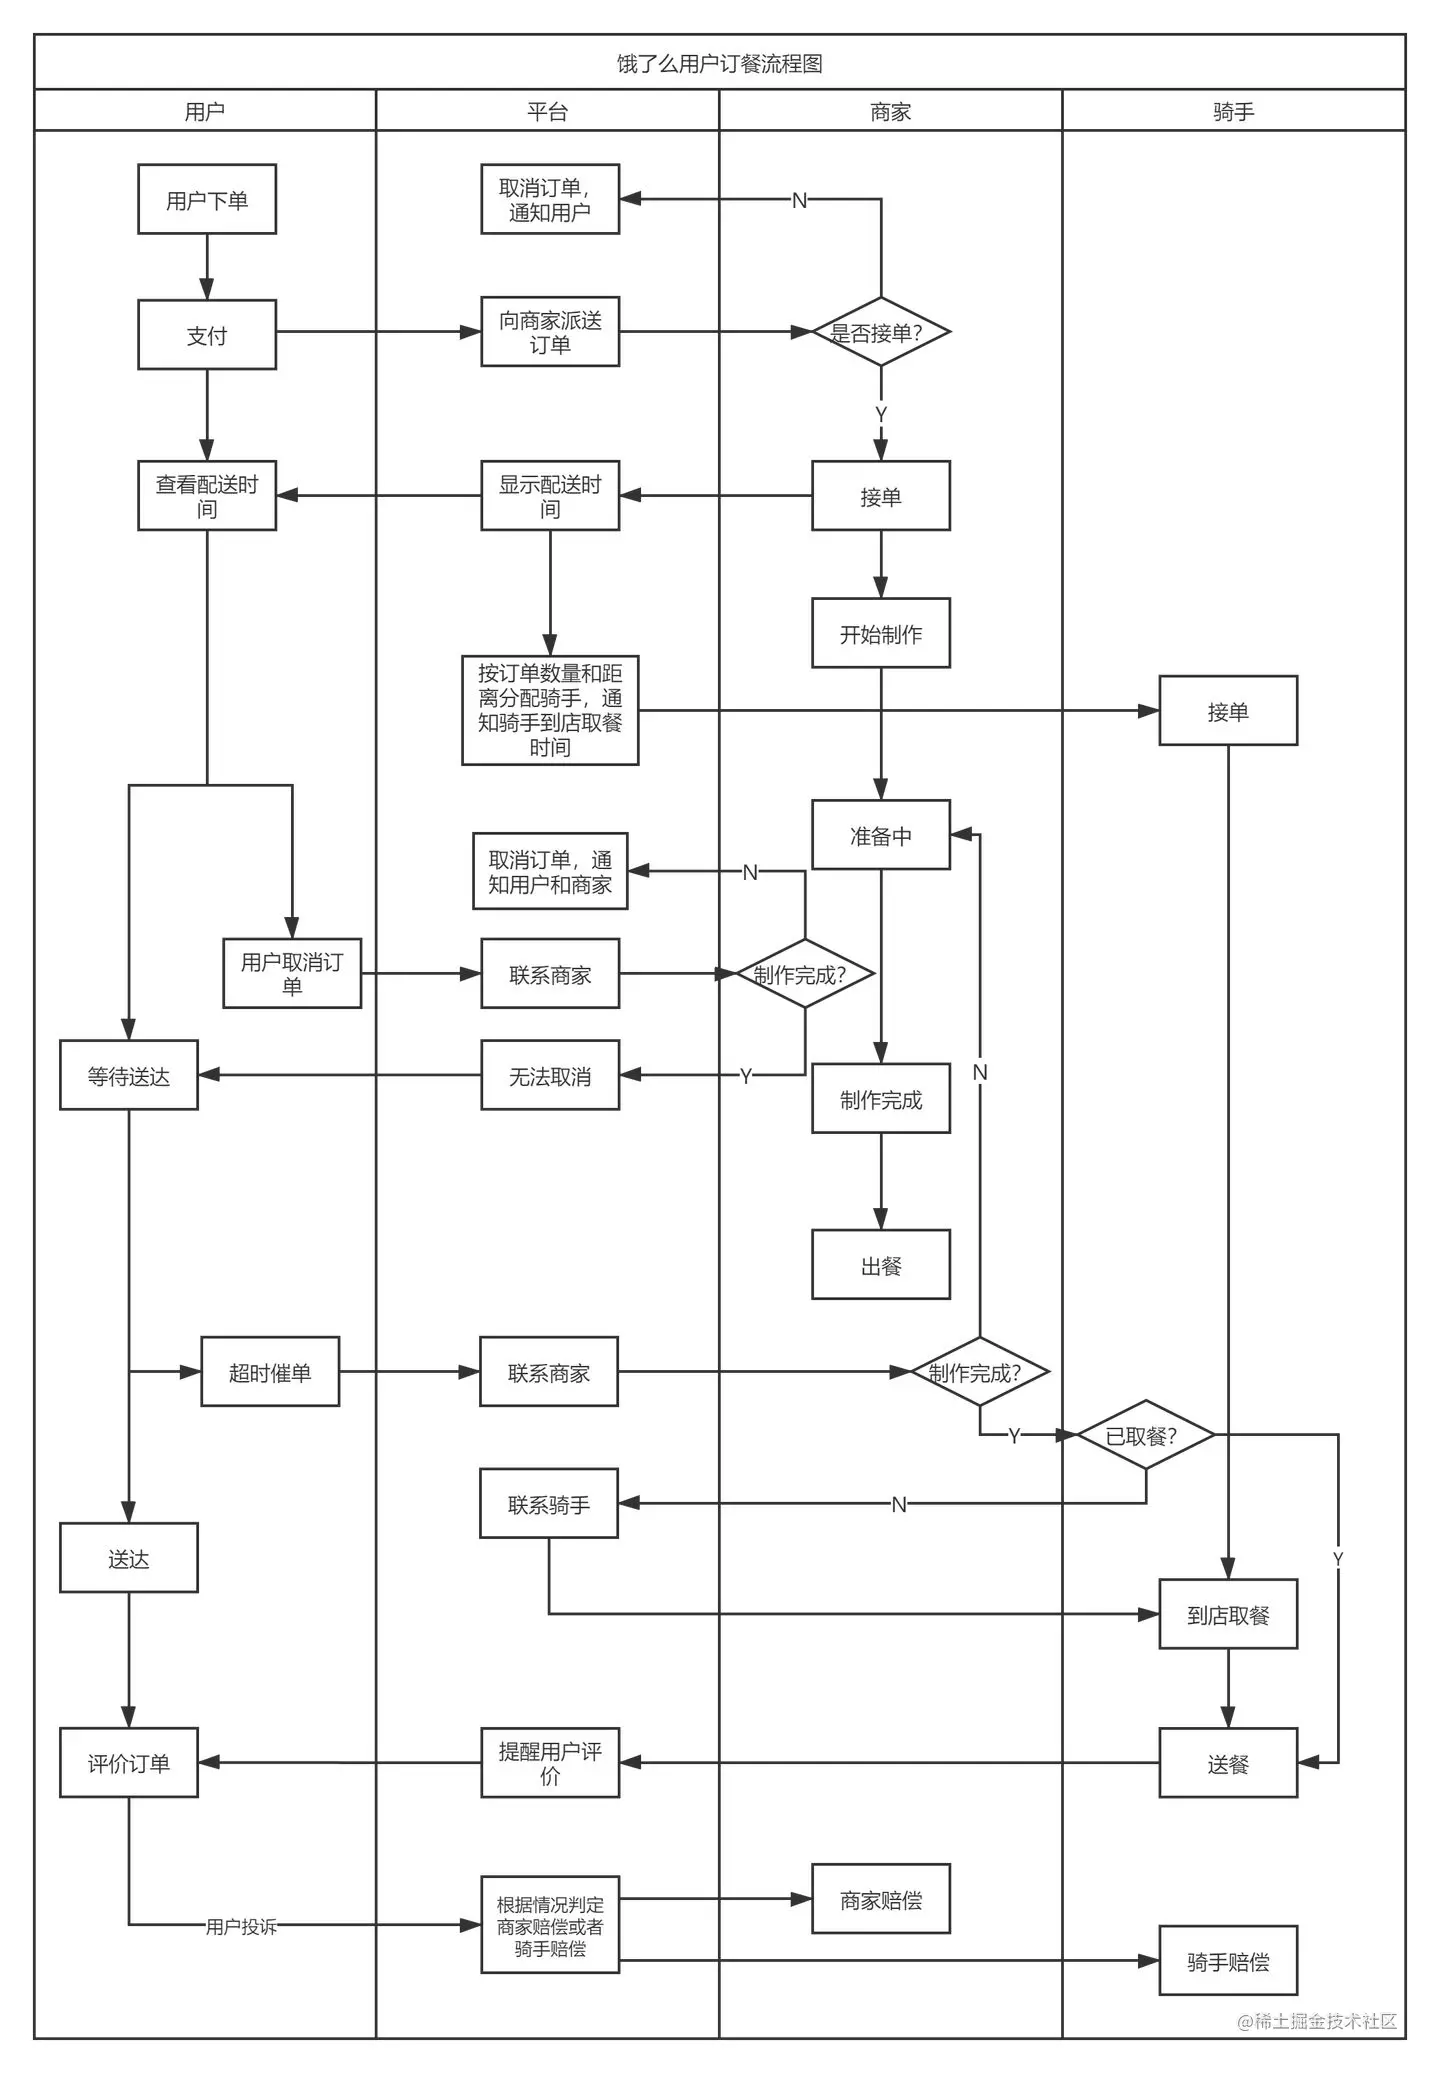 饿了么用户订餐流程图
用户
平台
商家
骑手
用户下单
取消订单,
通知用户
N
支付
向商家派送
订单
是否接单?
Y
查看配送时
间
显示配送时
间
接单
开始制作
按订单数量和距
离分配骑手，通
知骑手到店取餐
时间
接单
准备中
取消订单，通
知用户和商家
N
用户取消订
单
联系商家
制作完成?
等待送达
无法取消
Y
制作完成
N
出餐
超时催单
联系商家
制作完成?
Y
已取餐?
联系骑手
N
送达
Y
到店取餐
评价订单
提醒用户评
价
送餐
用户投诉
根据情况判定
商家赔偿或者
骑手赔偿
商家赔偿
骑手赔偿
@稀土掘金技术社区